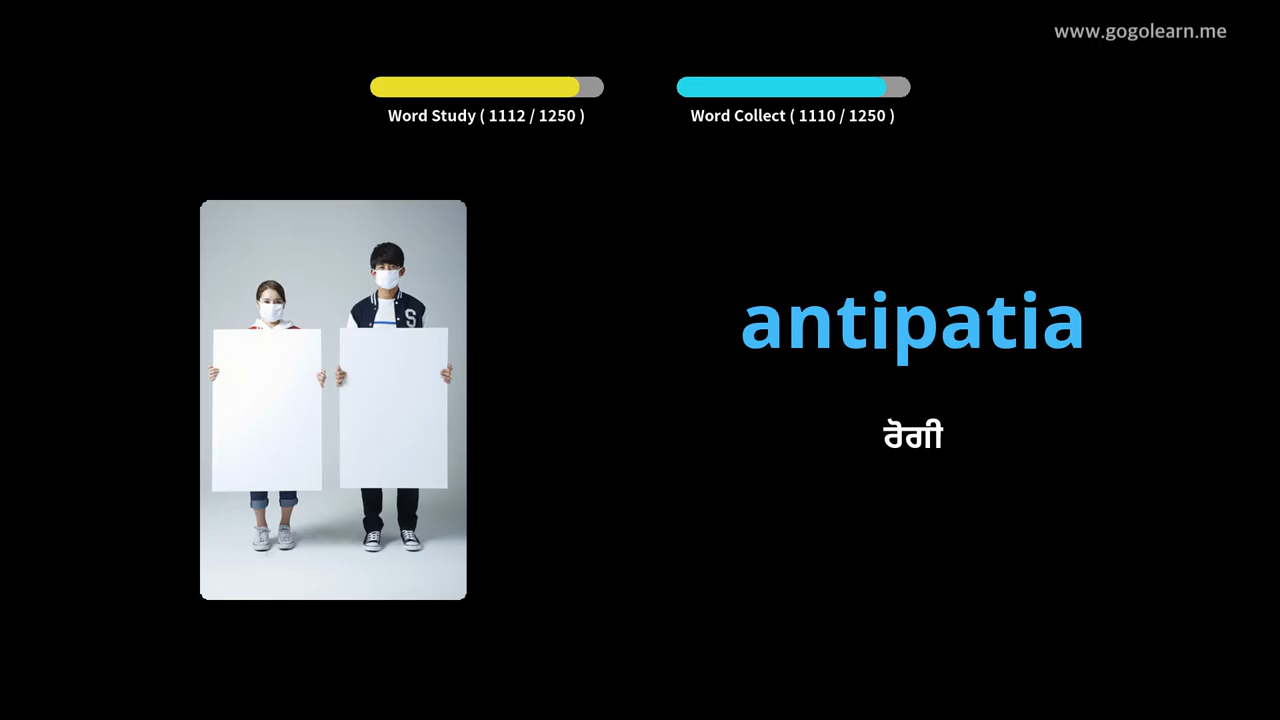 www.gogolearn.me
Word Study ( 1112 / 1250 )
Word Collect ( 1110 / 1250 )
S
antipatia
ਰੋਗੀ